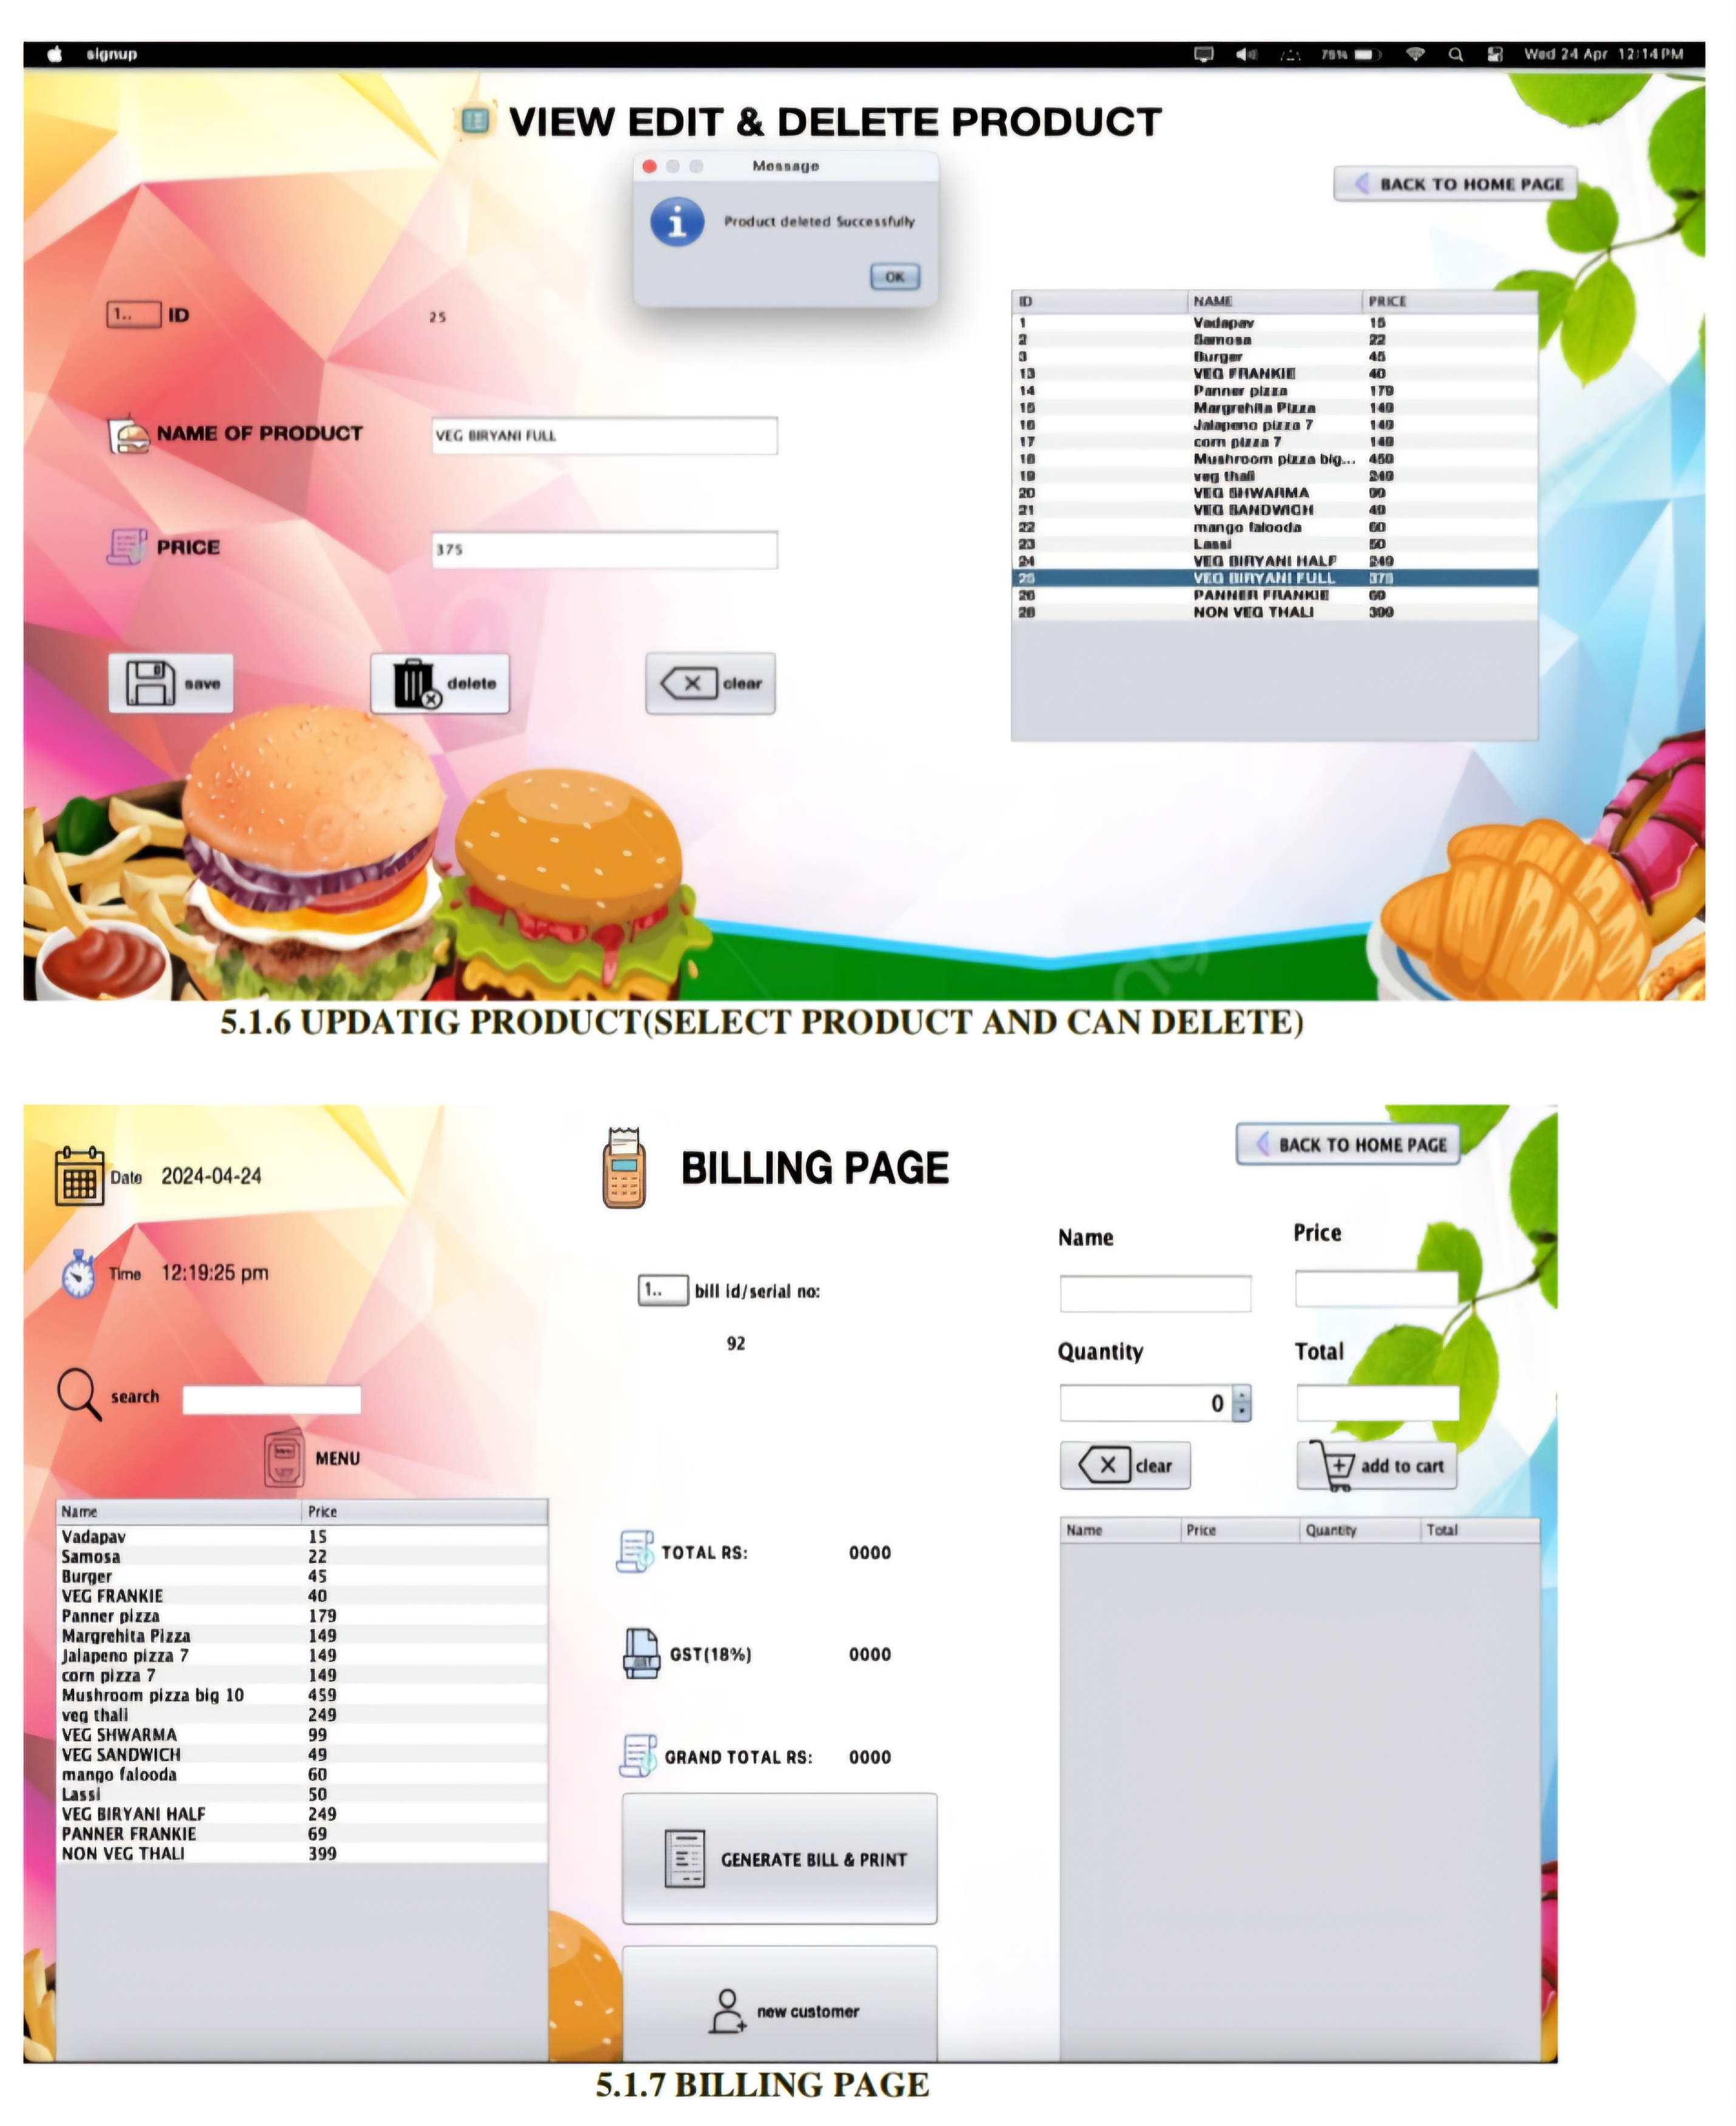 signup 75% Wed 24 Apr 12:14 PM
VIEW EDIT & DELETE PRODUCT
Message
BACK TO HOME PAGE
Product deleted Successfully
OK
1.. ID 25
NAME OF PRODUCT VEG BIRYANI FULL
PRICE 375
save delete clear
ID NAME PRICE
1 Vadapav 15
2 Samosa 22
3 Burger 45
13 VEG FRANKIE 40
14 Panner pizza 179
15 Margrehita Pizza 149
16 Jalapeno pizza 7 149
17 corn pizza 7 149
18 Mushroom pizza big... 459
19 veg thali 249
20 VEG SHWARMA 99
21 VEG SANDWICH 49
22 mango falooda 60
23 Lassi 50
24 VEG BIRYANI HALF 249
25 VEG BIRYANI FULL 375
26 PANNER FRANKIE 69
28 NON VEG THALI 399
5.1.6 UPDATIG PRODUCT(SELECT PRODUCT AND CAN DELETE)
Date 2024-04-24
BILLING PAGE
BACK TO HOME PAGE
Time 12:19:25 pm
1.. bill id/serial no:
92
search
MENU
Name Price
Vadapav 15
Samosa 22
Burger 45
VEG FRANKIE 40
Panner pizza 179
Margrehita Pizza 149
Jalapeno pizza 7 149
corn pizza 7 149
Mushroom pizza big 10 459
veg thali 249
VEG SHWARMA 99
VEG SANDWICH 49
mango falooda 60
Lassi 50
VEG BIRYANI HALF 249
PANNER FRANKIE 69
NON VEG THALI 399
TOTAL RS: 0000
GST(18%) 0000
GRAND TOTAL RS: 0000
GENERATE BILL & PRINT
new customer
Name Price
Quantity Total
0
clear add to cart
Name Price Quantity Total
5.1.7 BILLING PAGE